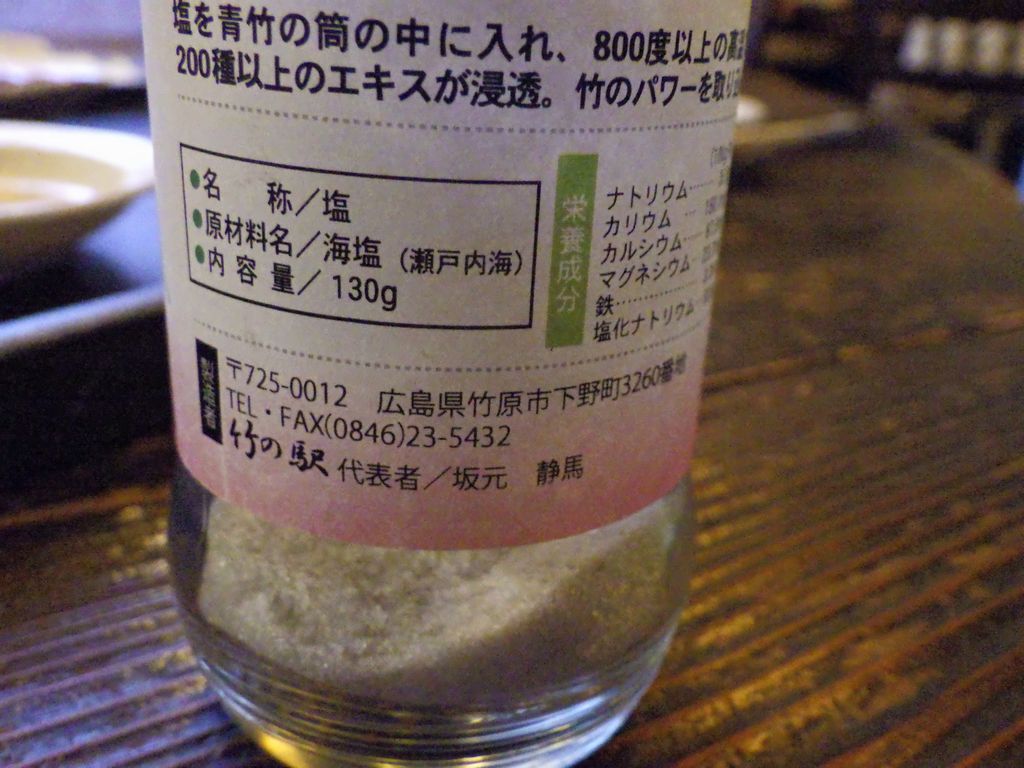 塩を青竹の筒の中に入れ、800度以上の高
200種以上のエキスが浸透。竹のパワーを取り
●名 称／塩
●原材料名／海塩（瀬戸内海）
●内容量／130g
栄養成分
ナトリウム
カリウム
カルシウム
マグネシウム
鉄
塩化ナトリウム
製造者
〒725-0012 広島県竹原市下野町3260番地
TEL・FAX(0846)23-5432
竹の駅 代表者／坂元 静馬